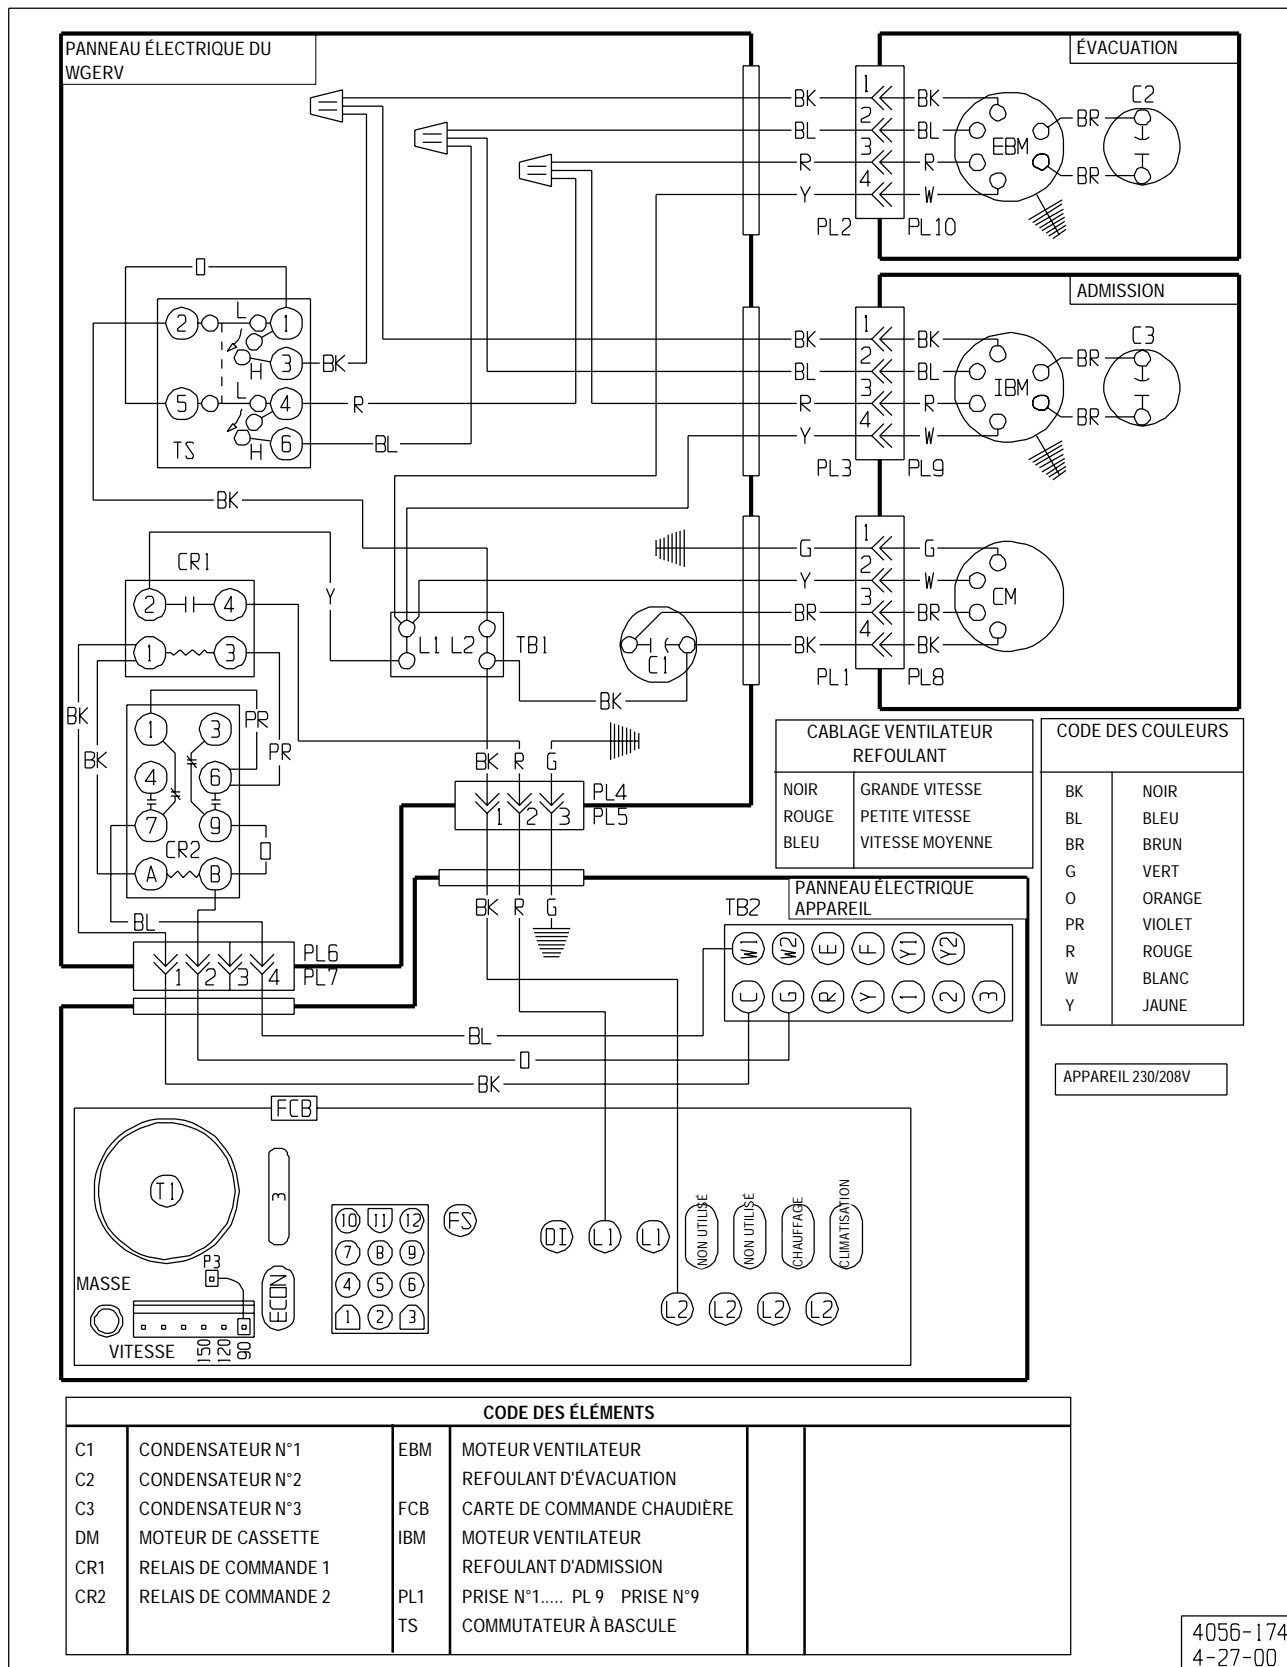 PANNEAU ÉLECTRIQUE DU
WGERV
ÉVACUATION
1
BK
BK
2
BL
BL
3
R
R
4
Y
W
PL2
PL10
EBM
BR
BR
C2
ADMISSION
1
BK
BK
2
BL
BL
3
R
R
4
Y
W
PL3
PL9
IBM
BR
BR
C3
O
2
L
1
3
BK
H
5
L
4
R
TS
H
6
BL
BK
1
G
G
2
Y
W
3
BR
BR
4
BK
BK
PL1
PL8
CM
CR1
2
4
Y
1
3
L1 L2
TB1
C1
BK
BK
BK
PR
PR
1
3
4
6
7
9
CR2
A
B
O
BL
BK
R
G
PL4
PL5
1
2
3
CABLAGE VENTILATEUR
REFOULANT
NOIR GRANDE VITESSE
ROUGE PETITE VITESSE
BLEU VITESSE MOYENNE
CODE DES COULEURS
BK NOIR
BL BLEU
BR BRUN
G VERT
O ORANGE
PR VIOLET
R ROUGE
W BLANC
Y JAUNE
PANNEAU ÉLECTRIQUE
APPAREIL
BK
R
G
TB2
W1 W2 E F Y1 Y2
C G R Y 1 2 3
PL6
PL7
1 2 3 4
BL
O
BK
APPAREIL 230/208V
FCB
T1
3
P3
MASSE
ECON
VITESSE
150
120
90
10 11 12
7 8 9
4 5 6
1 2 3
FS
DI
L1
L1
NON UTILISÉ
NON UTILISÉ
CHAUFFAGE
CLIMATISATION
L2 L2 L2 L2
CODE DES ÉLÉMENTS
C1 CONDENSATEUR N°1 EBM MOTEUR VENTILATEUR
C2 CONDENSATEUR N°2 REFOULANT D'ÉVACUATION
C3 CONDENSATEUR N°3 FCB CARTE DE COMMANDE CHAUDIÈRE
DM MOTEUR DE CASSETTE IBM MOTEUR VENTILATEUR
CR1 RELAIS DE COMMANDE 1 REFOULANT D'ADMISSION
CR2 RELAIS DE COMMANDE 2 PL1 PRISE N°1..... PL 9 PRISE N°9
TS COMMUTATEUR À BASCULE
4056-174
4-27-00